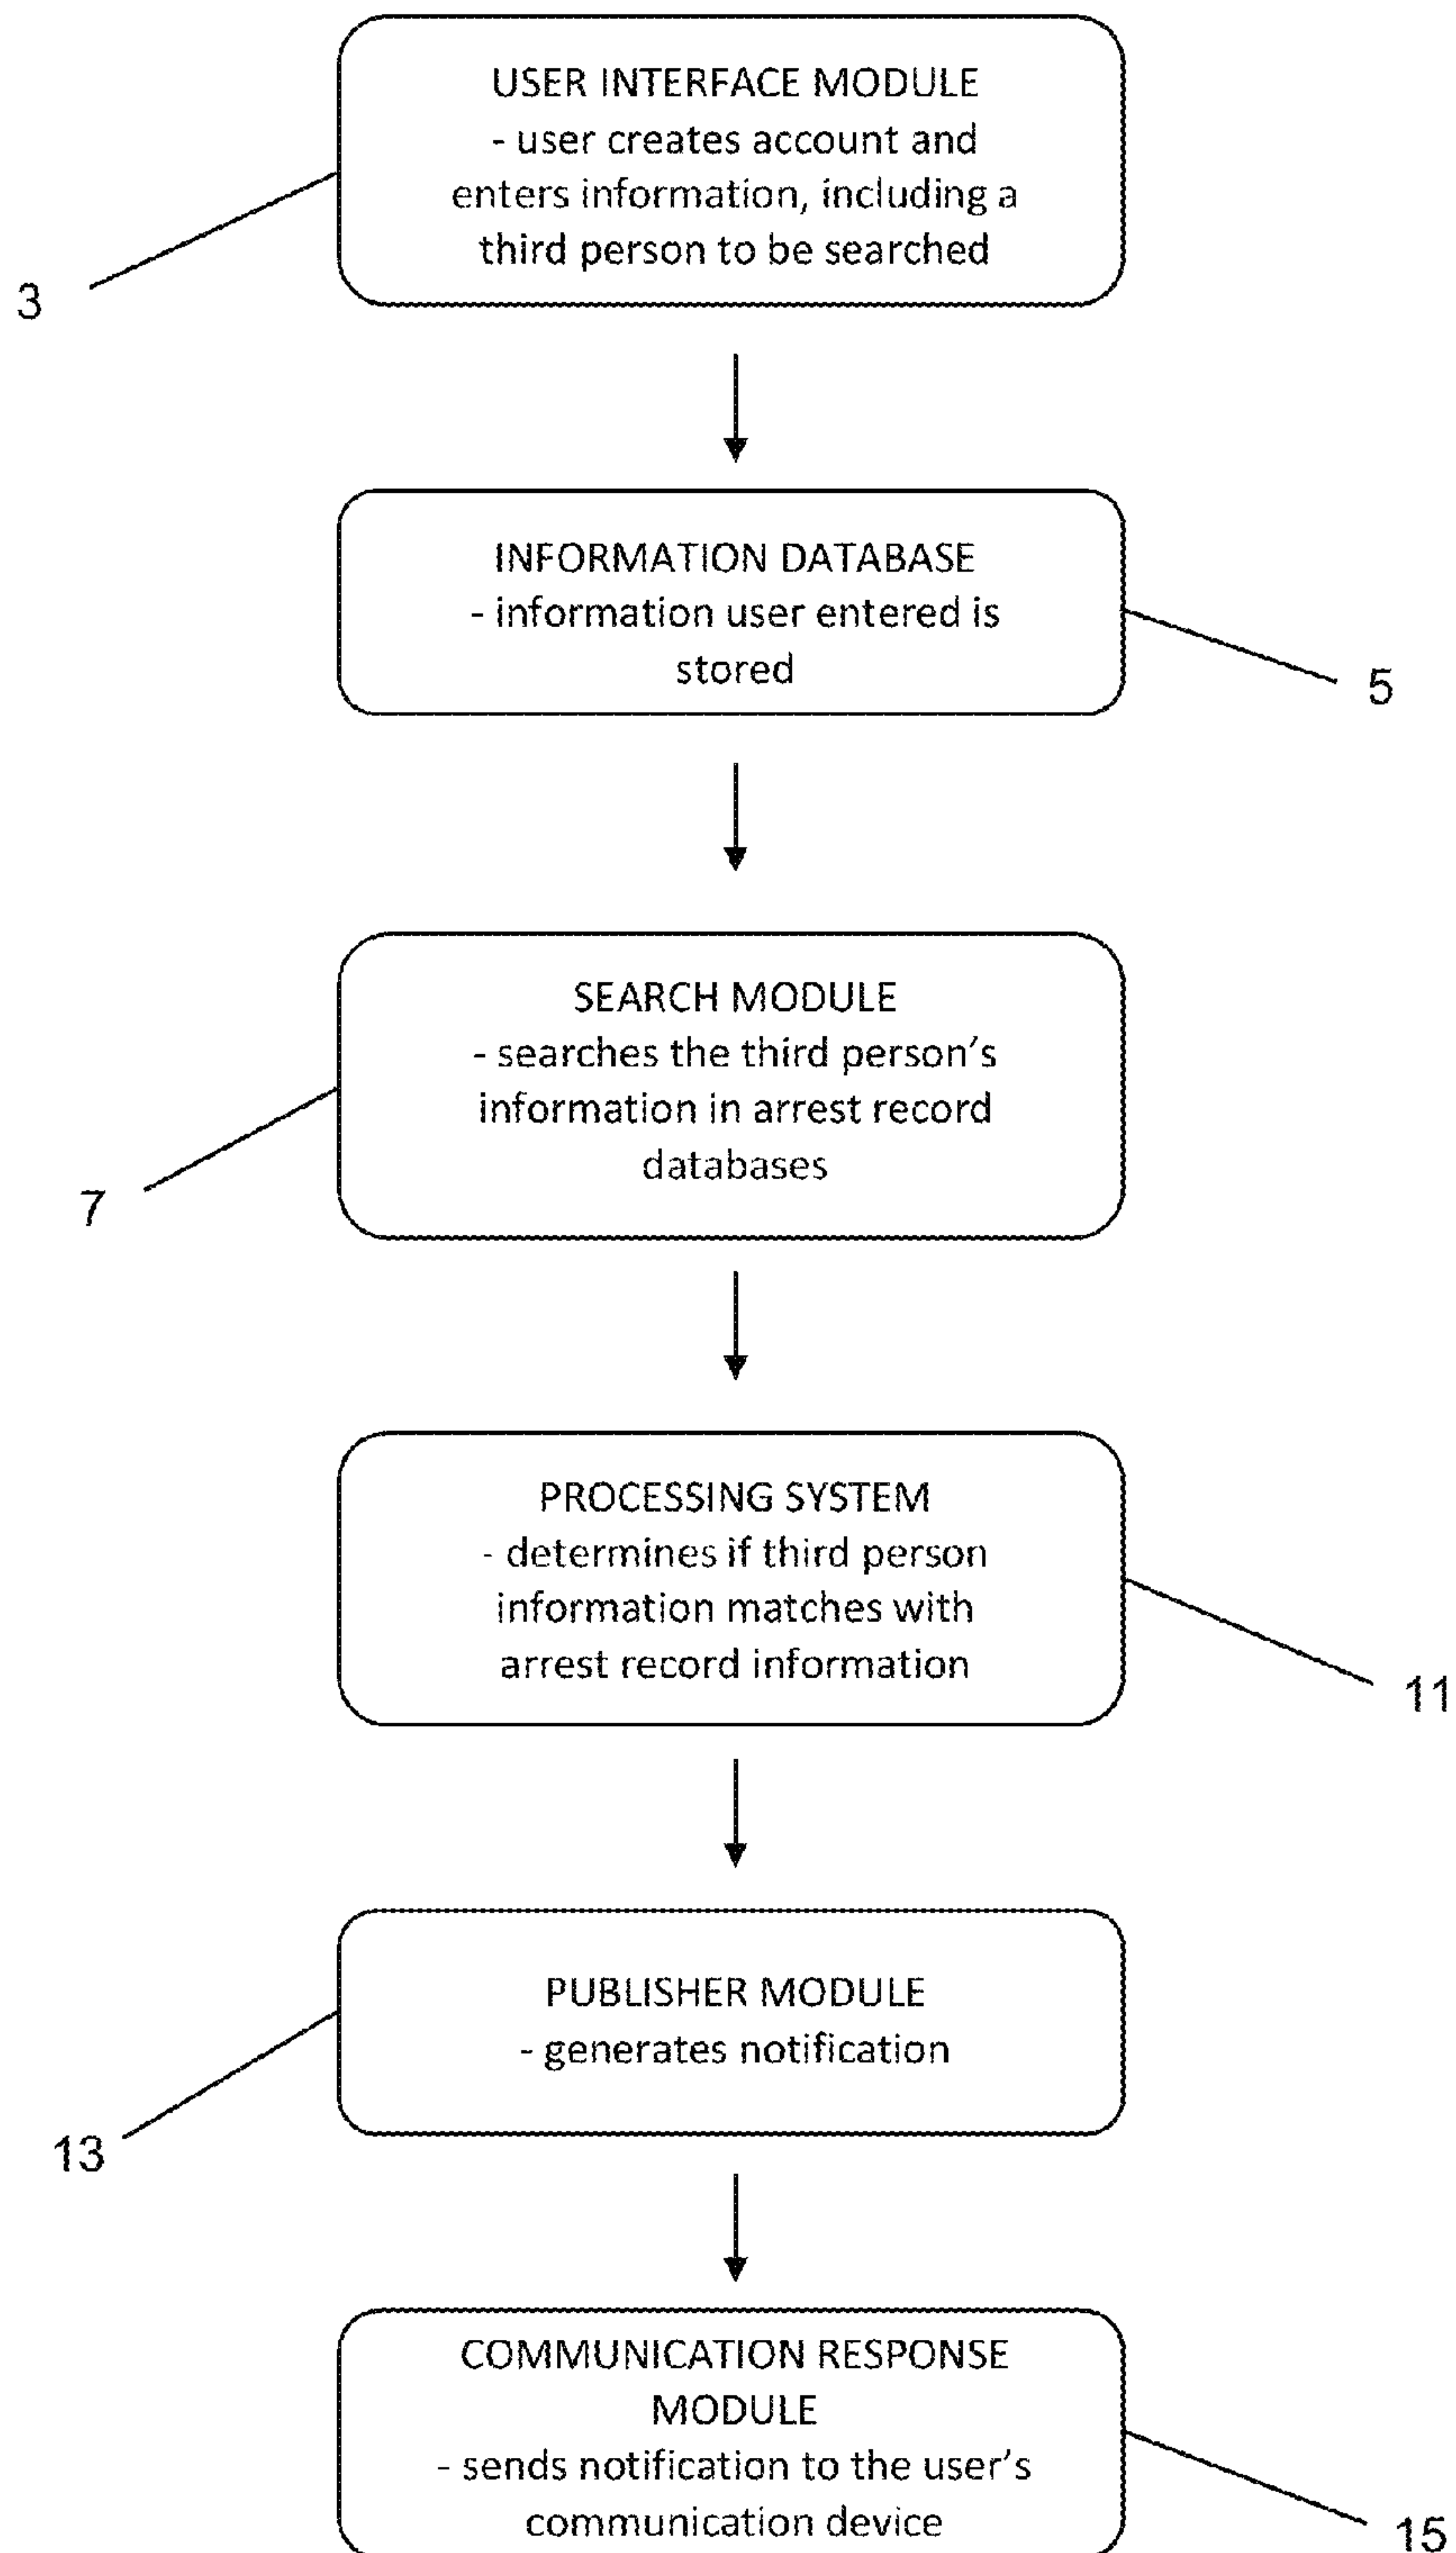 USER INTERFACE MODULE
- user creates account and
enters information, including a
third person to be searched
3
INFORMATION DATABASE
- information user entered is
stored
5
SEARCH MODULE
- searches the third person's
information in arrest record
databases
7
PROCESSING SYSTEM
- determines if third person
information matches with
arrest record information
11
PUBLISHER MODULE
- generates notification
13
COMMUNICATION RESPONSE
MODULE
- sends notification to the user's
communication device
15